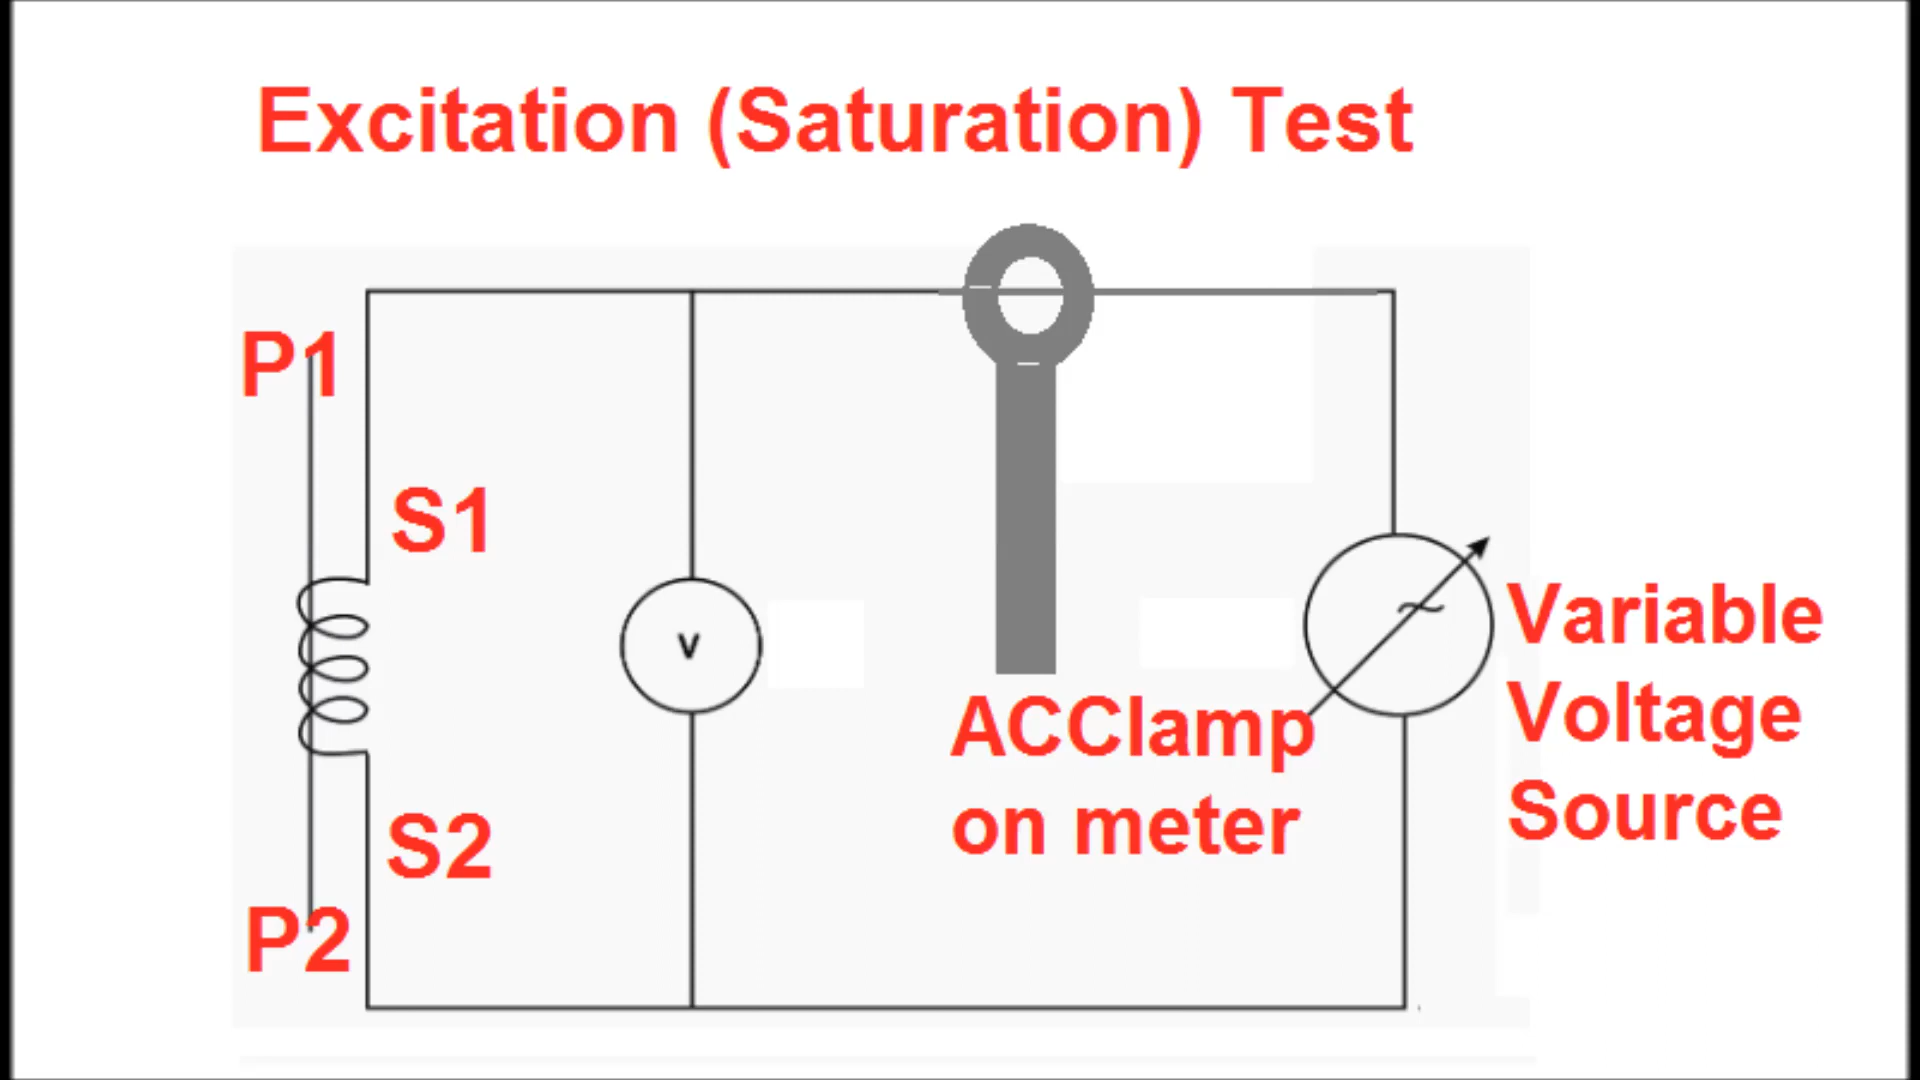 Excitation (Saturation) Test
P1
S1
V
ACClamp
on meter
Variable
Voltage
Source
S2
P2